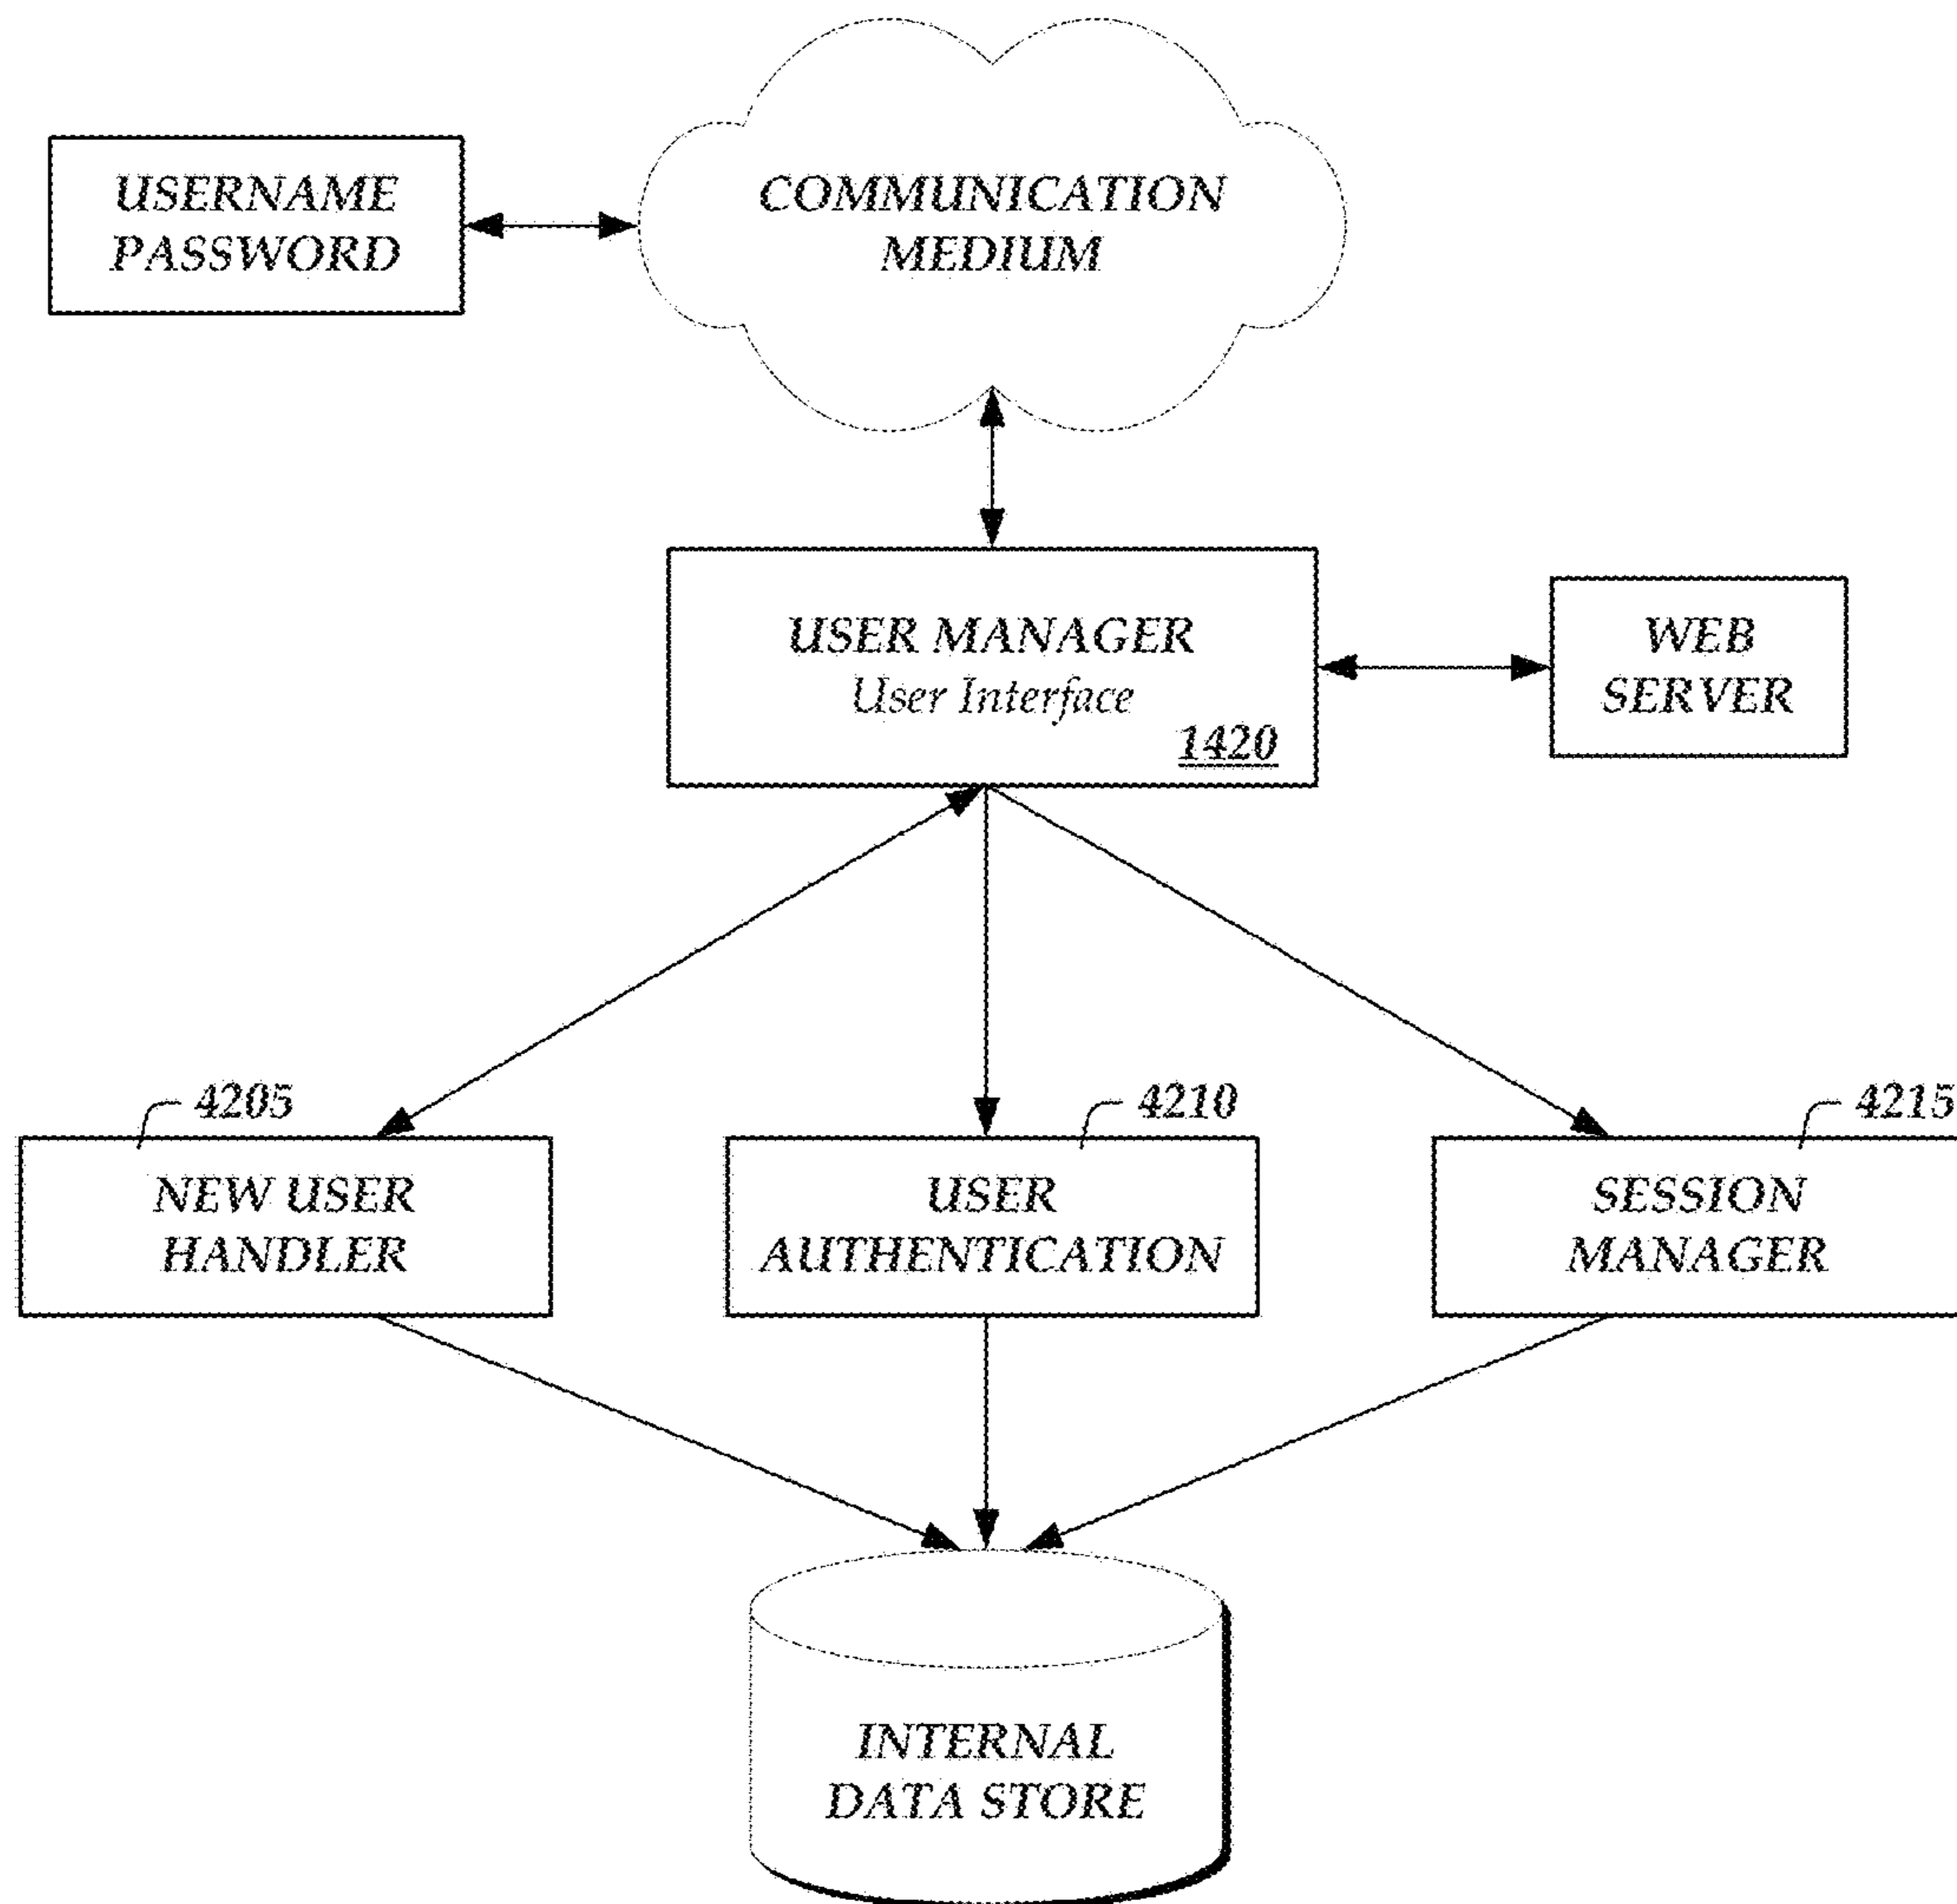 USERNAME
PASSWORD
COMMUNICATION
MEDIUM
USER MANAGER
User Interface
1420
WEB
SERVER
4205
NEW USER
HANDLER
4210
USER
AUTHENTICATION
4215
SESSION
MANAGER
INTERNAL
DATA STORE